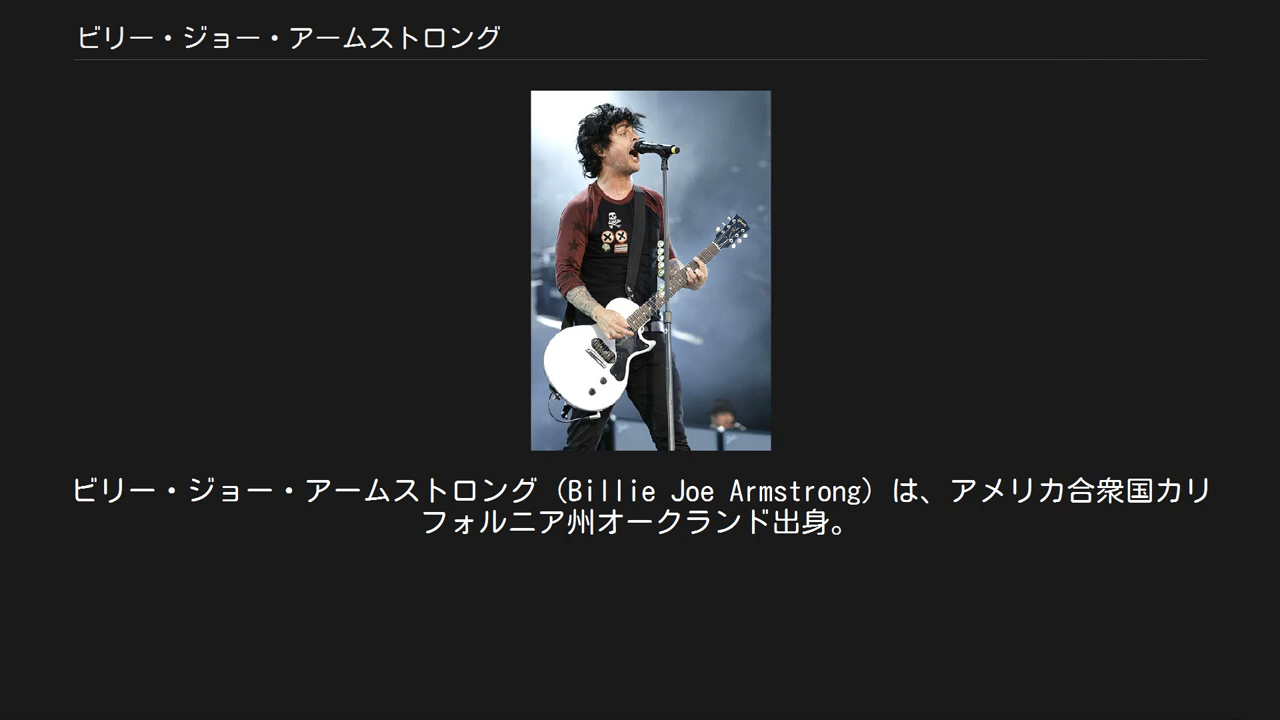 ビリー・ジョー・アームストロング
ビリー・ジョー・アームストロング（Billie Joe Armstrong）は、アメリカ合衆国カリ
フォルニア州オークランド出身。